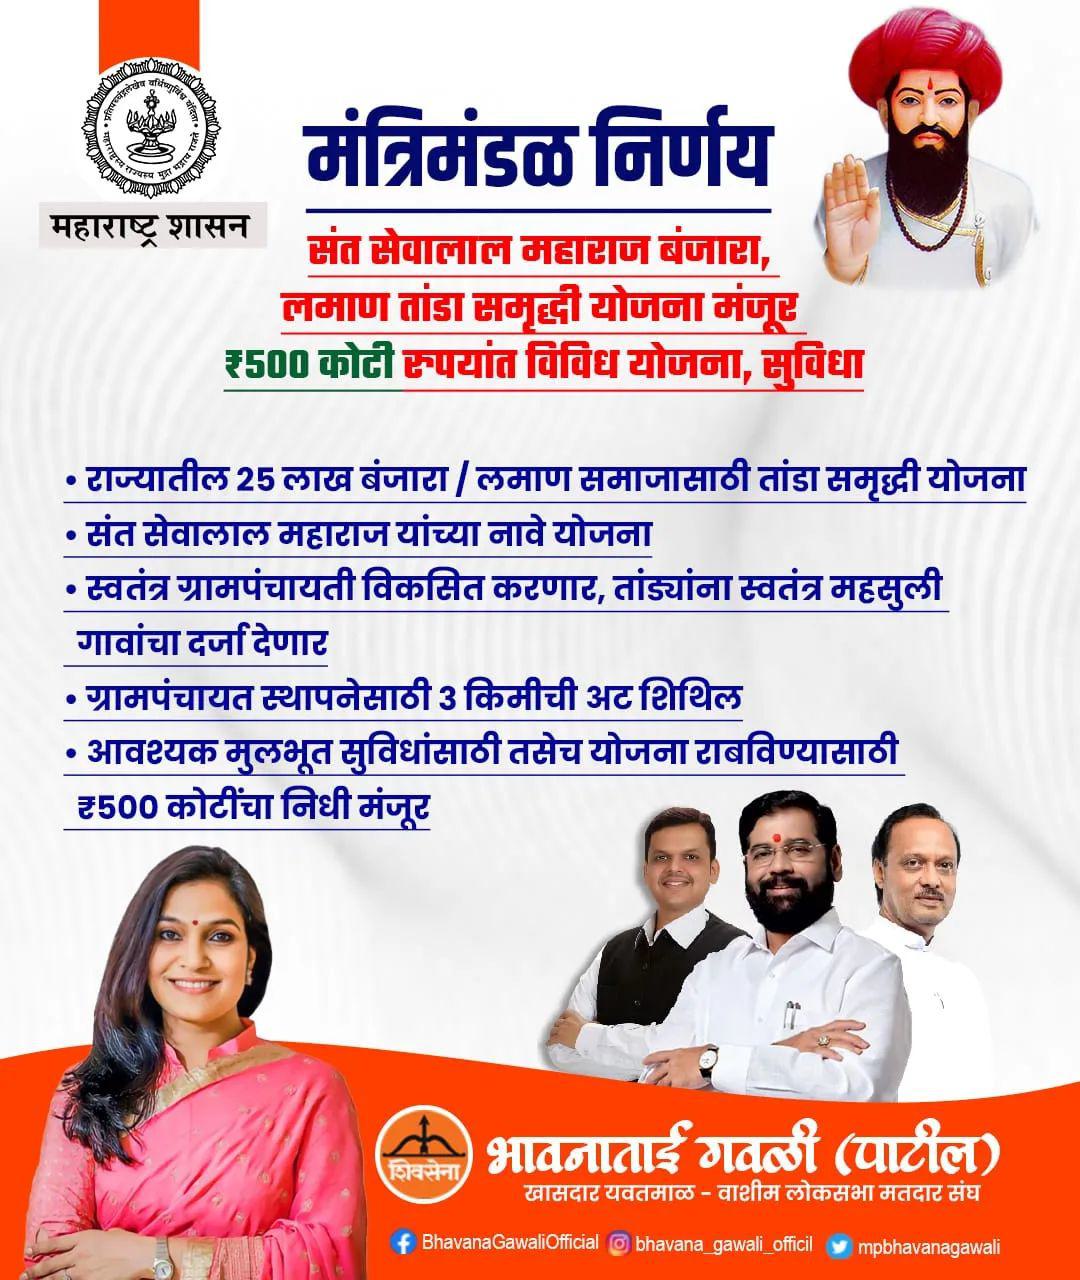 महाराष्ट्र शासन
मंत्रिमंडळ निर्णय
संत सेवालाल महाराज बंजारा,
लमाण तांडा समृद्धी योजना मंजूर
₹500 कोटी रुपयांत विविध योजना, सुविधा
• राज्यातील 25 लाख बंजारा / लमाण समाजासाठी तांडा समृद्धी योजना
• संत सेवालाल महाराज यांच्या नावे योजना
• स्वतंत्र ग्रामपंचायती विकसित करणार, तांड्यांना स्वतंत्र महसुली
गावांचा दर्जा देणार
• ग्रामपंचायत स्थापनेसाठी 3 किमीची अट शिथिल
• आवश्यक मुलभूत सुविधांसाठी तसेच योजना राबविण्यासाठी
₹500 कोटींचा निधी मंजूर
शिवसेना
भावनाताई गवळी (पाटील)
खासदार यवतमाळ - वाशीम लोकसभा मतदार संघ
BhavanaGawaliOfficial bhavana_gawali_officil mpbhavanagawali